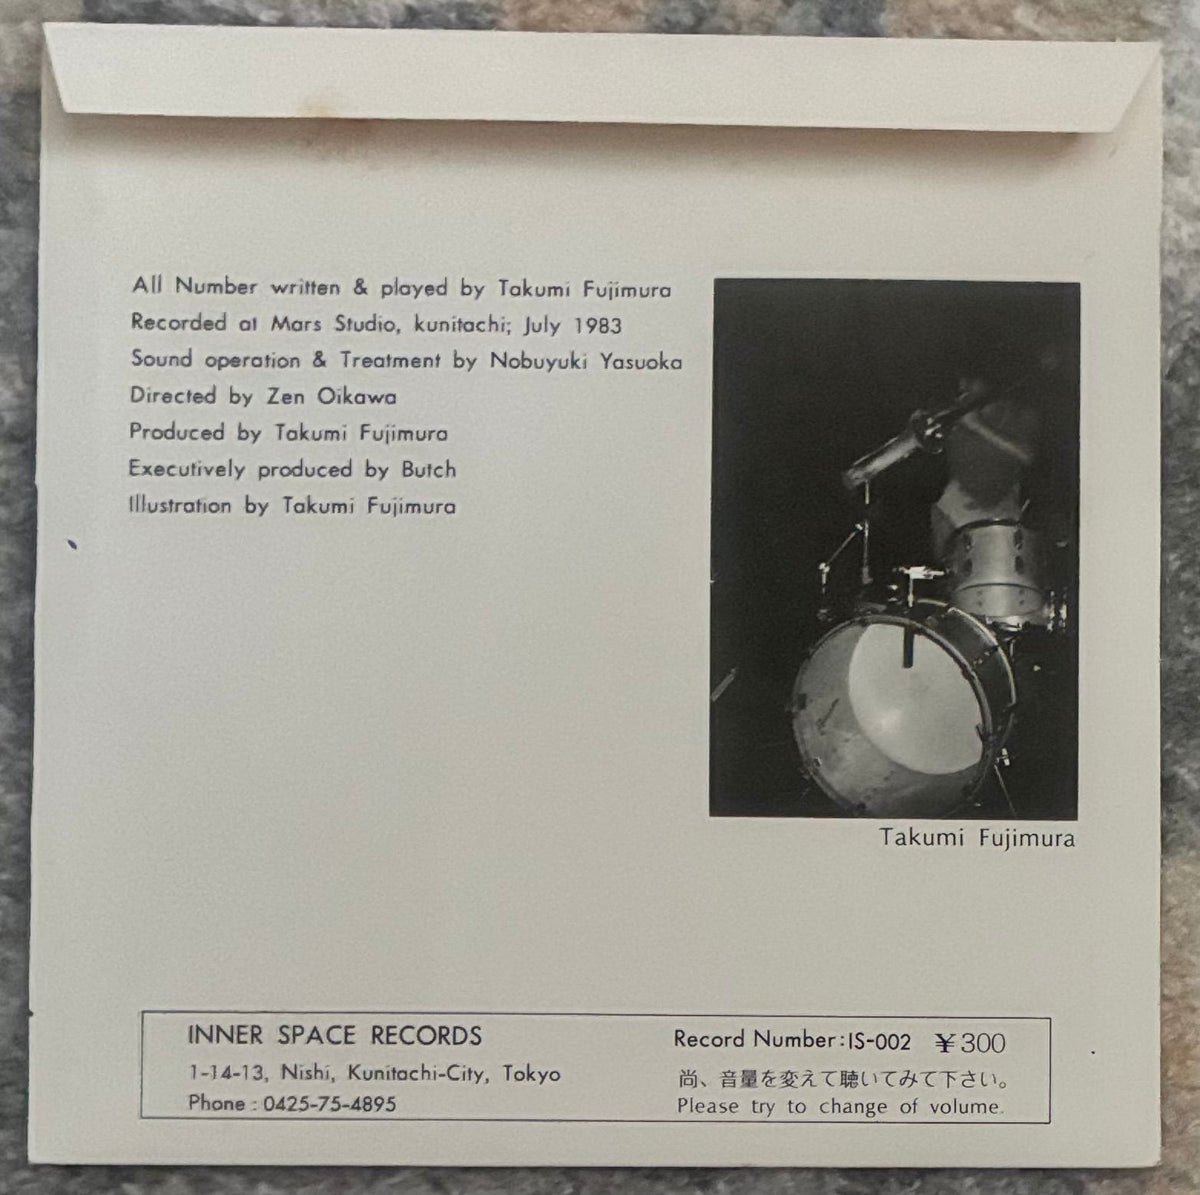 All Number written & played by Takumi Fujimura
Recorded at Mars Studio, kunitachi; July 1983
Sound operation & Treatment by Nobuyuki Yasuoka
Directed by Zen Oikawa
Produced by Takumi Fujimura
Executively produced by Butch
Illustration by Takumi Fujimura
Takumi Fujimura
INNER SPACE RECORDS
1-14-13, Nishi, Kunitachi-City, Tokyo
Phone : 0425-75-4895
Record Number:IS-002 ¥300
尚、音量を変えて聴いてみて下さい。
Please try to change of volume.